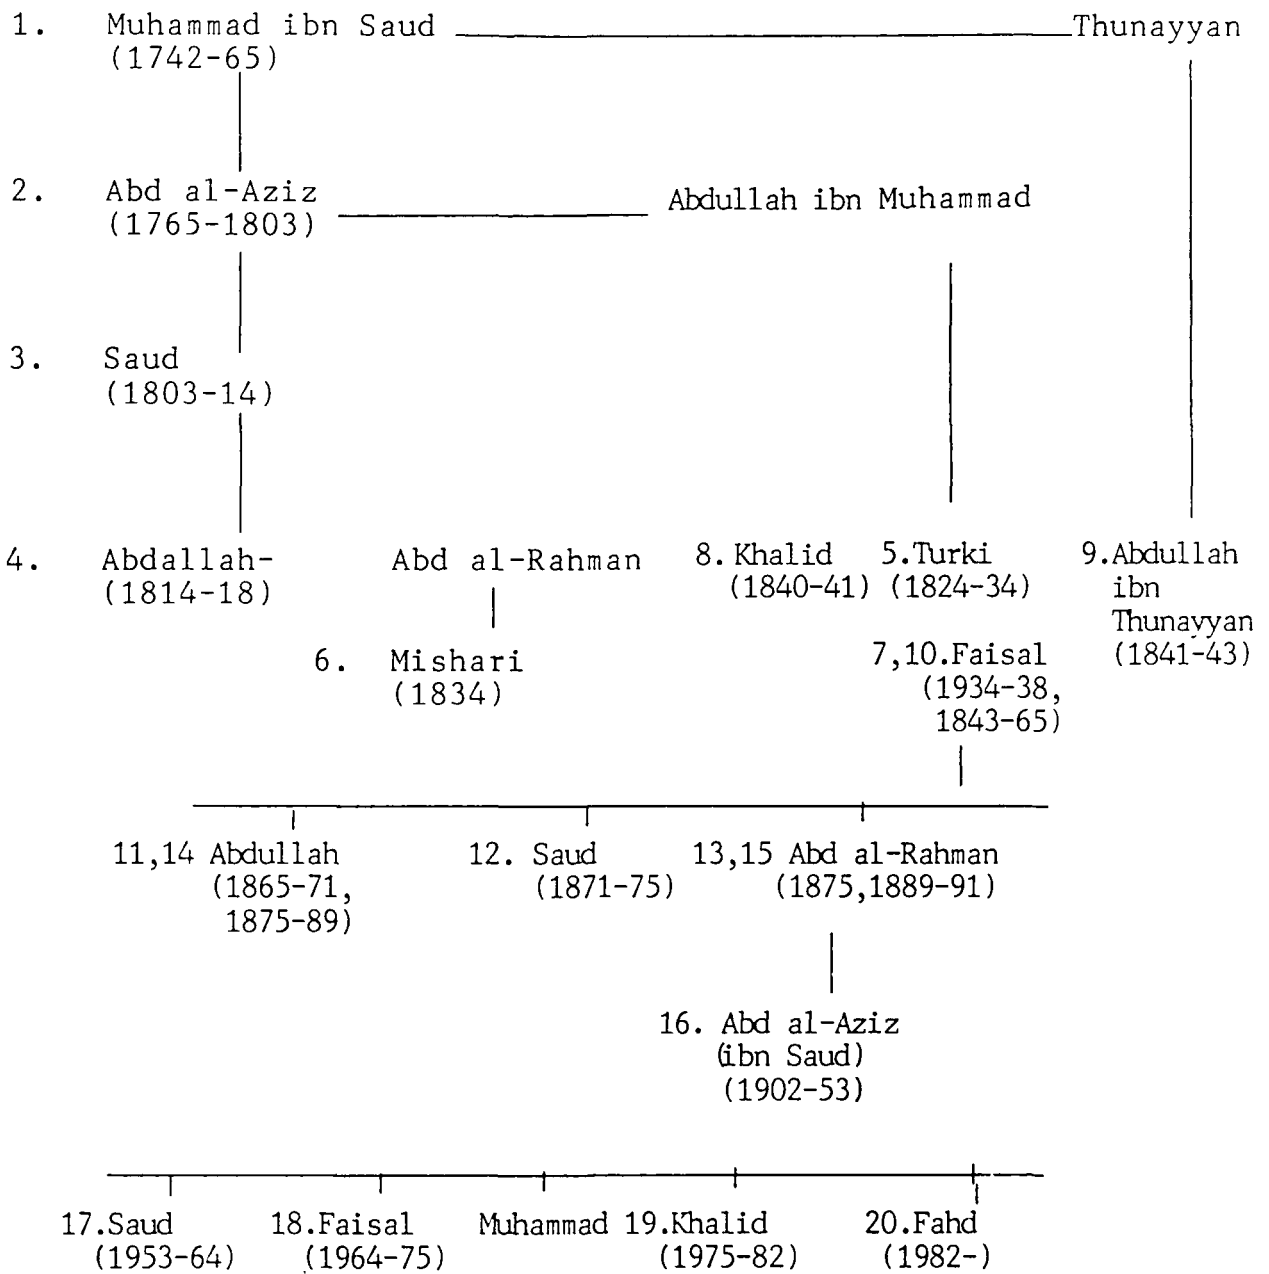 1. Muhammad ibn Saud Thunayyan
(1742-65)
2. Abd al-Aziz Abdullah ibn Muhammad
(1765-1803)
3. Saud
(1803-14)
4. Abdallah- Abd al-Rahman 8. Khalid 5.Turki 9.Abdullah
(1814-18) (1840-41) (1824-34) ibn
Thunayyan
6. Mishari 7,10.Faisal (1841-43)
(1834) (1934-38,
1843-65)
11,14 Abdullah 12. Saud 13,15 Abd al-Rahman
(1865-71, (1871-75) (1875,1889-91)
1875-89)
16. Abd al-Aziz
(ibn Saud)
(1902-53)
17.Saud 18.Faisal Muhammad 19.Khalid 20.Fahd
(1953-64) (1964-75) (1975-82) (1982-)